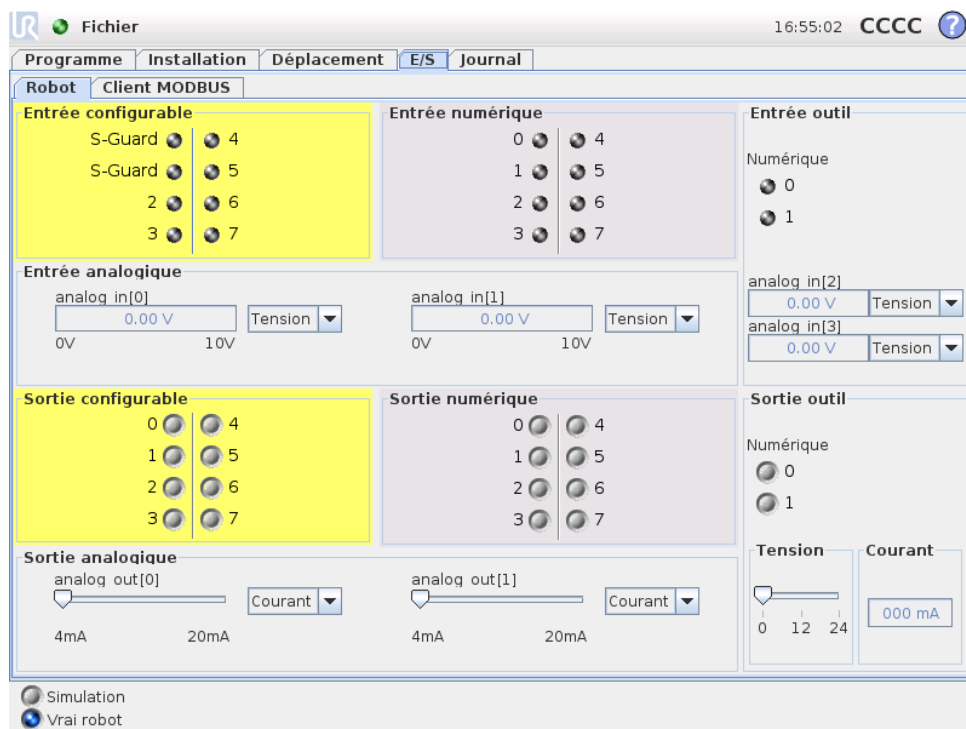 UR Fichier 16:55:02 CCCC ?
Programme Installation Déplacement E/S Journal
Robot Client MODBUS
Entrée configurable
S-Guard 4
S-Guard 5
2 6
3 7
Entrée numérique
0 4
1 5
2 6
3 7
Entrée outil
Numérique
0
1
analog in[2]
0.00 V Tension
analog in[3]
0.00 V Tension
Entrée analogique
analog in[0]
0.00 V Tension
0V 10V
analog in[1]
0.00 V Tension
0V 10V
Sortie configurable
0 4
1 5
2 6
3 7
Sortie numérique
0 4
1 5
2 6
3 7
Sortie outil
Numérique
0
1
Tension
0 12 24
Courant
000 mA
Sortie analogique
analog out[0]
Courant
4mA 20mA
analog out[1]
Courant
4mA 20mA
Simulation
Vrai robot